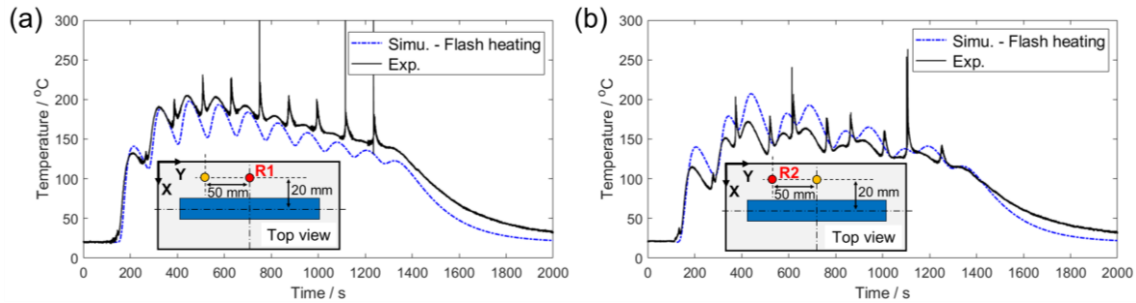 (a)
300
250
200
150
100
50
0
Temperature / °C
Simu. - Flash heating
Exp.
Y
X
R1
50 mm
20 mm
Top view
0 200 400 600 800 1000 1200 1400 1600 1800 2000
Time / s
(b)
300
250
200
150
100
50
0
Temperature / °C
Simu. - Flash heating
Exp.
Y
X
R2
50 mm
20 mm
Top view
0 200 400 600 800 1000 1200 1400 1600 1800 2000
Time / s